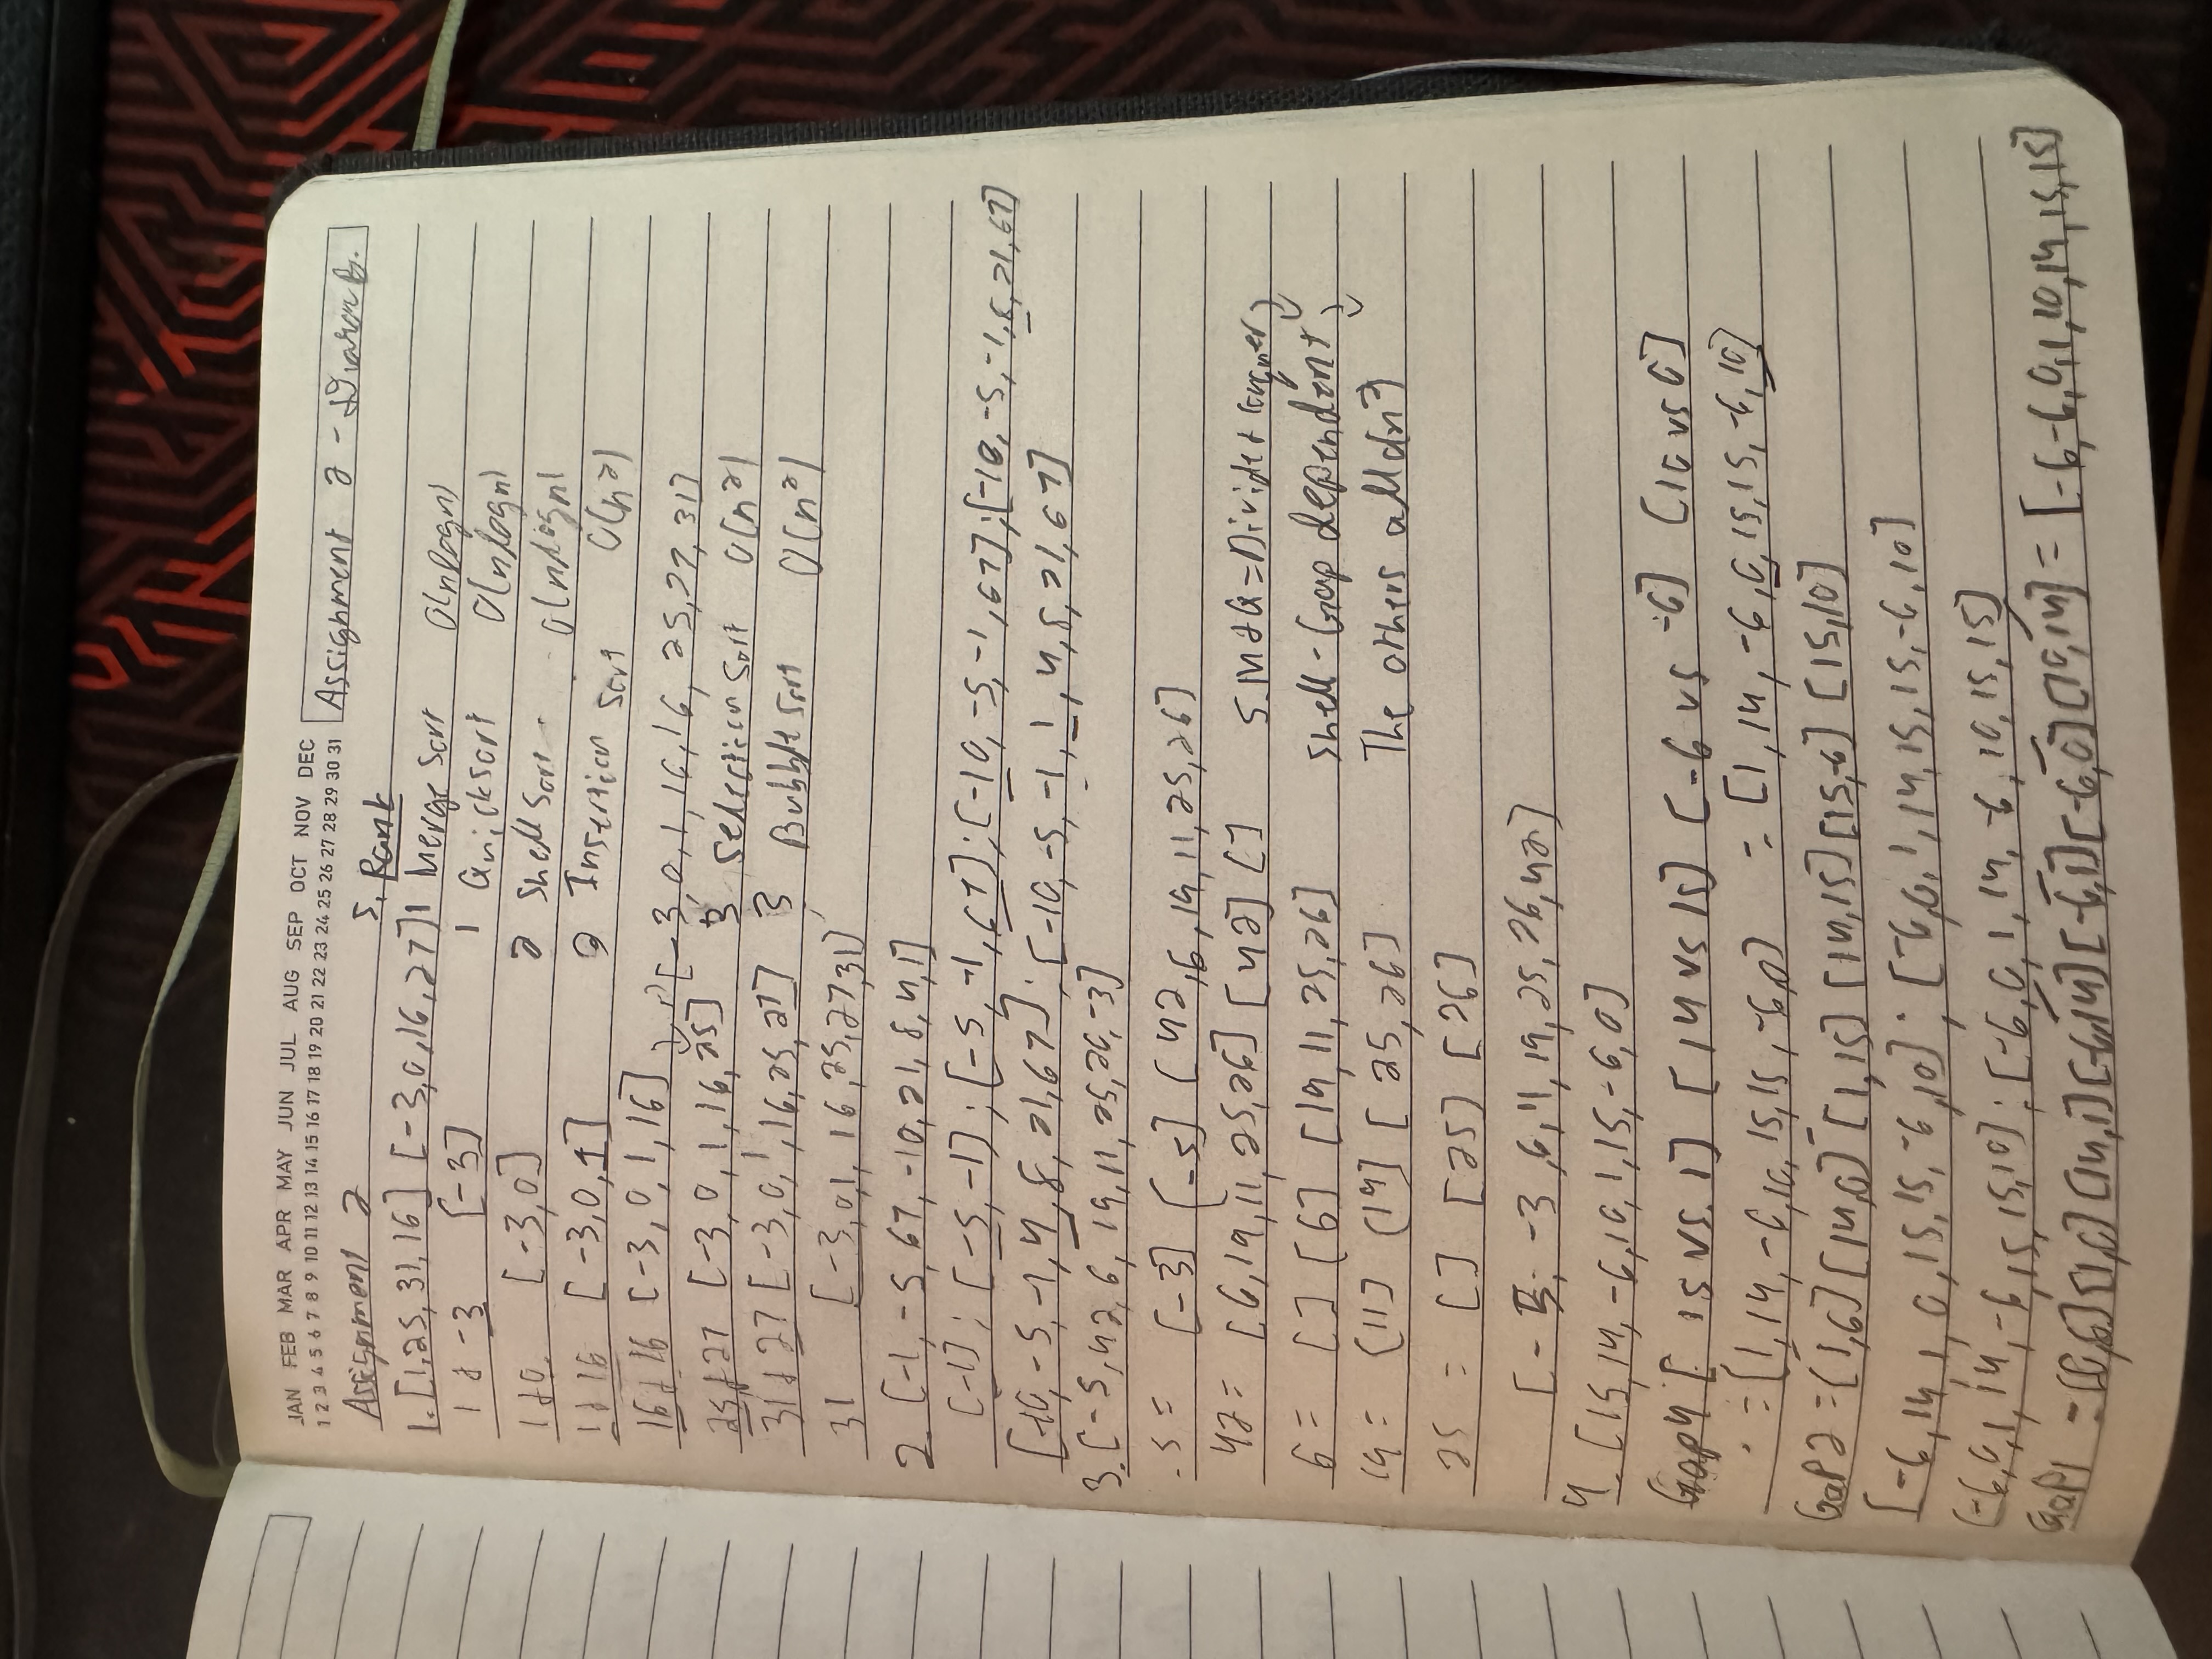 JAN FEB MAR APR MAY JUN JUL AUG SEP OCT NOV DEC
1 2 3 4 5 6 7 8 9 10 11 12 13 14 15 16 17 18 19 20 21 22 23 24 25 26 27 28 29 30 31
Assignment 2 - B.
Assignment 2
5. Rank
1. [1,25,31,16] [-3,0,16,27]
1 Merge Sort O(nlogn)
1 & -3 [-3]
1 Quicksort O(nlogn)
1 & 0 [-3,0]
2 Shell Sort O(nlogn)
1 & 16 [-3,0,1]
2 Insertion Sort O(n²)
16 & 16 [-3,0,1,16]
[-3,0,1,16,16,25,27,31]
25 & 27 [-3,0,1,16,25]
3 Selection Sort O(n²)
31 & 27 [-3,0,1,16,25,27]
3 Bubble Sort O(n²)
31 [-3,0,1,16,25,27,31]
2. [-1,-5,67,-10,21,8,4,1]
[-1]; [-5,-1]; [-5,-1,67]; [-10,-5,-1,67]; [-10,-5,-1,8,21,67]
[-10,-5,-1,4,8,21,67]; [-10,-5,-1,1,4,8,21,67]
3. [-5,42,6,19,11,25,26,-3]
-5 = [-3] [-5] [42,6,19,11,25,26]
42 = [6,19,11,25,26] [42] []
5. M & Q = Divide & Conquer
6 = [] [6] [19,11,25,26]
Shell - Gap dependent
19 = [11] [19] [25,26]
The others all
25 = [] [25] [26]
[-5, -3,6,11,19,25,26,42]
4. [15,14,-6,10,1,15,-6,0]
Gap4 [15 vs. 1] [14 vs 15] [-6 vs -6] [10 vs 0]
= [1,14,-6,10,15,15,-6,0] = [1,14,-6,0,15,15,-6,10]
Gap2 = [1,6] [14,0] [1,15] [14,15] [15,-6] [15,10]
[-6,14,1,0,15,15,-6,10]; [-6,0,1,14,15,15,-6,10]
[-6,0,1,14,-6,15,15,10]; [-6,0,1,14,-6,10,15,15]
Gap1 = [0,6] [1,0] [14,1] [-6,14] [-6,1] [-6,0] [10,14] = [-6,-6,0,1,10,14,15,15]